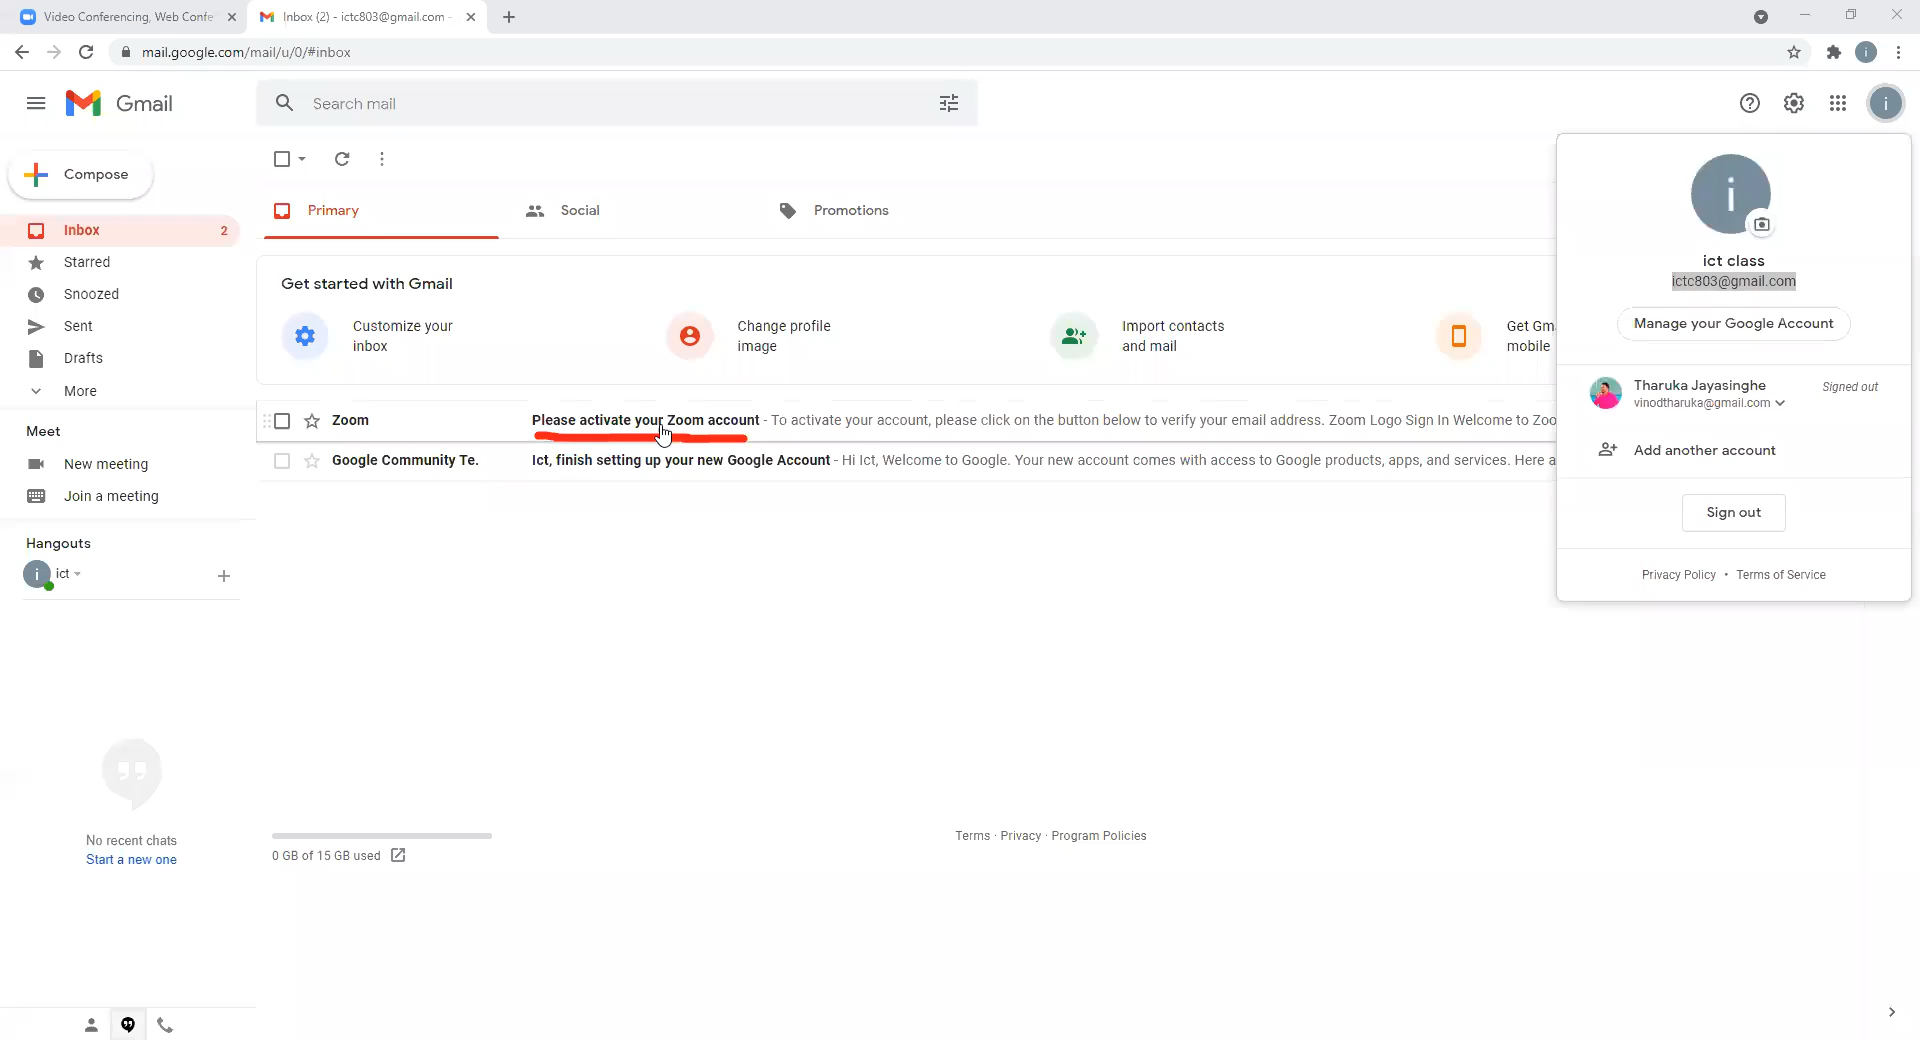 Video Conferencing, Web Confe
Inbox (2) - ictc803@gmail.com -
mail.google.com/mail/u/0/#inbox
i
Gmail
Search mail
i
Compose
Primary
Social
Promotions
Inbox 2
Starred
Snoozed
Sent
Drafts
More
Get started with Gmail
Customize your
inbox
Change profile
image
Import contacts
and mail
Get Gm
mobile
Zoom Please activate your Zoom account - To activate your account, please click on the button below to verify your email address. Zoom Logo Sign In Welcome to Zoo
Google Community Te. Ict, finish setting up your new Google Account - Hi Ict, Welcome to Google. Your new account comes with access to Google products, apps, and services. Here a
Meet
New meeting
Join a meeting
Hangouts
i
ict
No recent chats
Start a new one
i
ict class
ictc803@gmail.com
Manage your Google Account
Tharuka Jayasinghe
Signed out
vinodtharuka@gmail.com
Add another account
Sign out
Privacy Policy • Terms of Service
0 GB of 15 GB used
Terms · Privacy · Program Policies